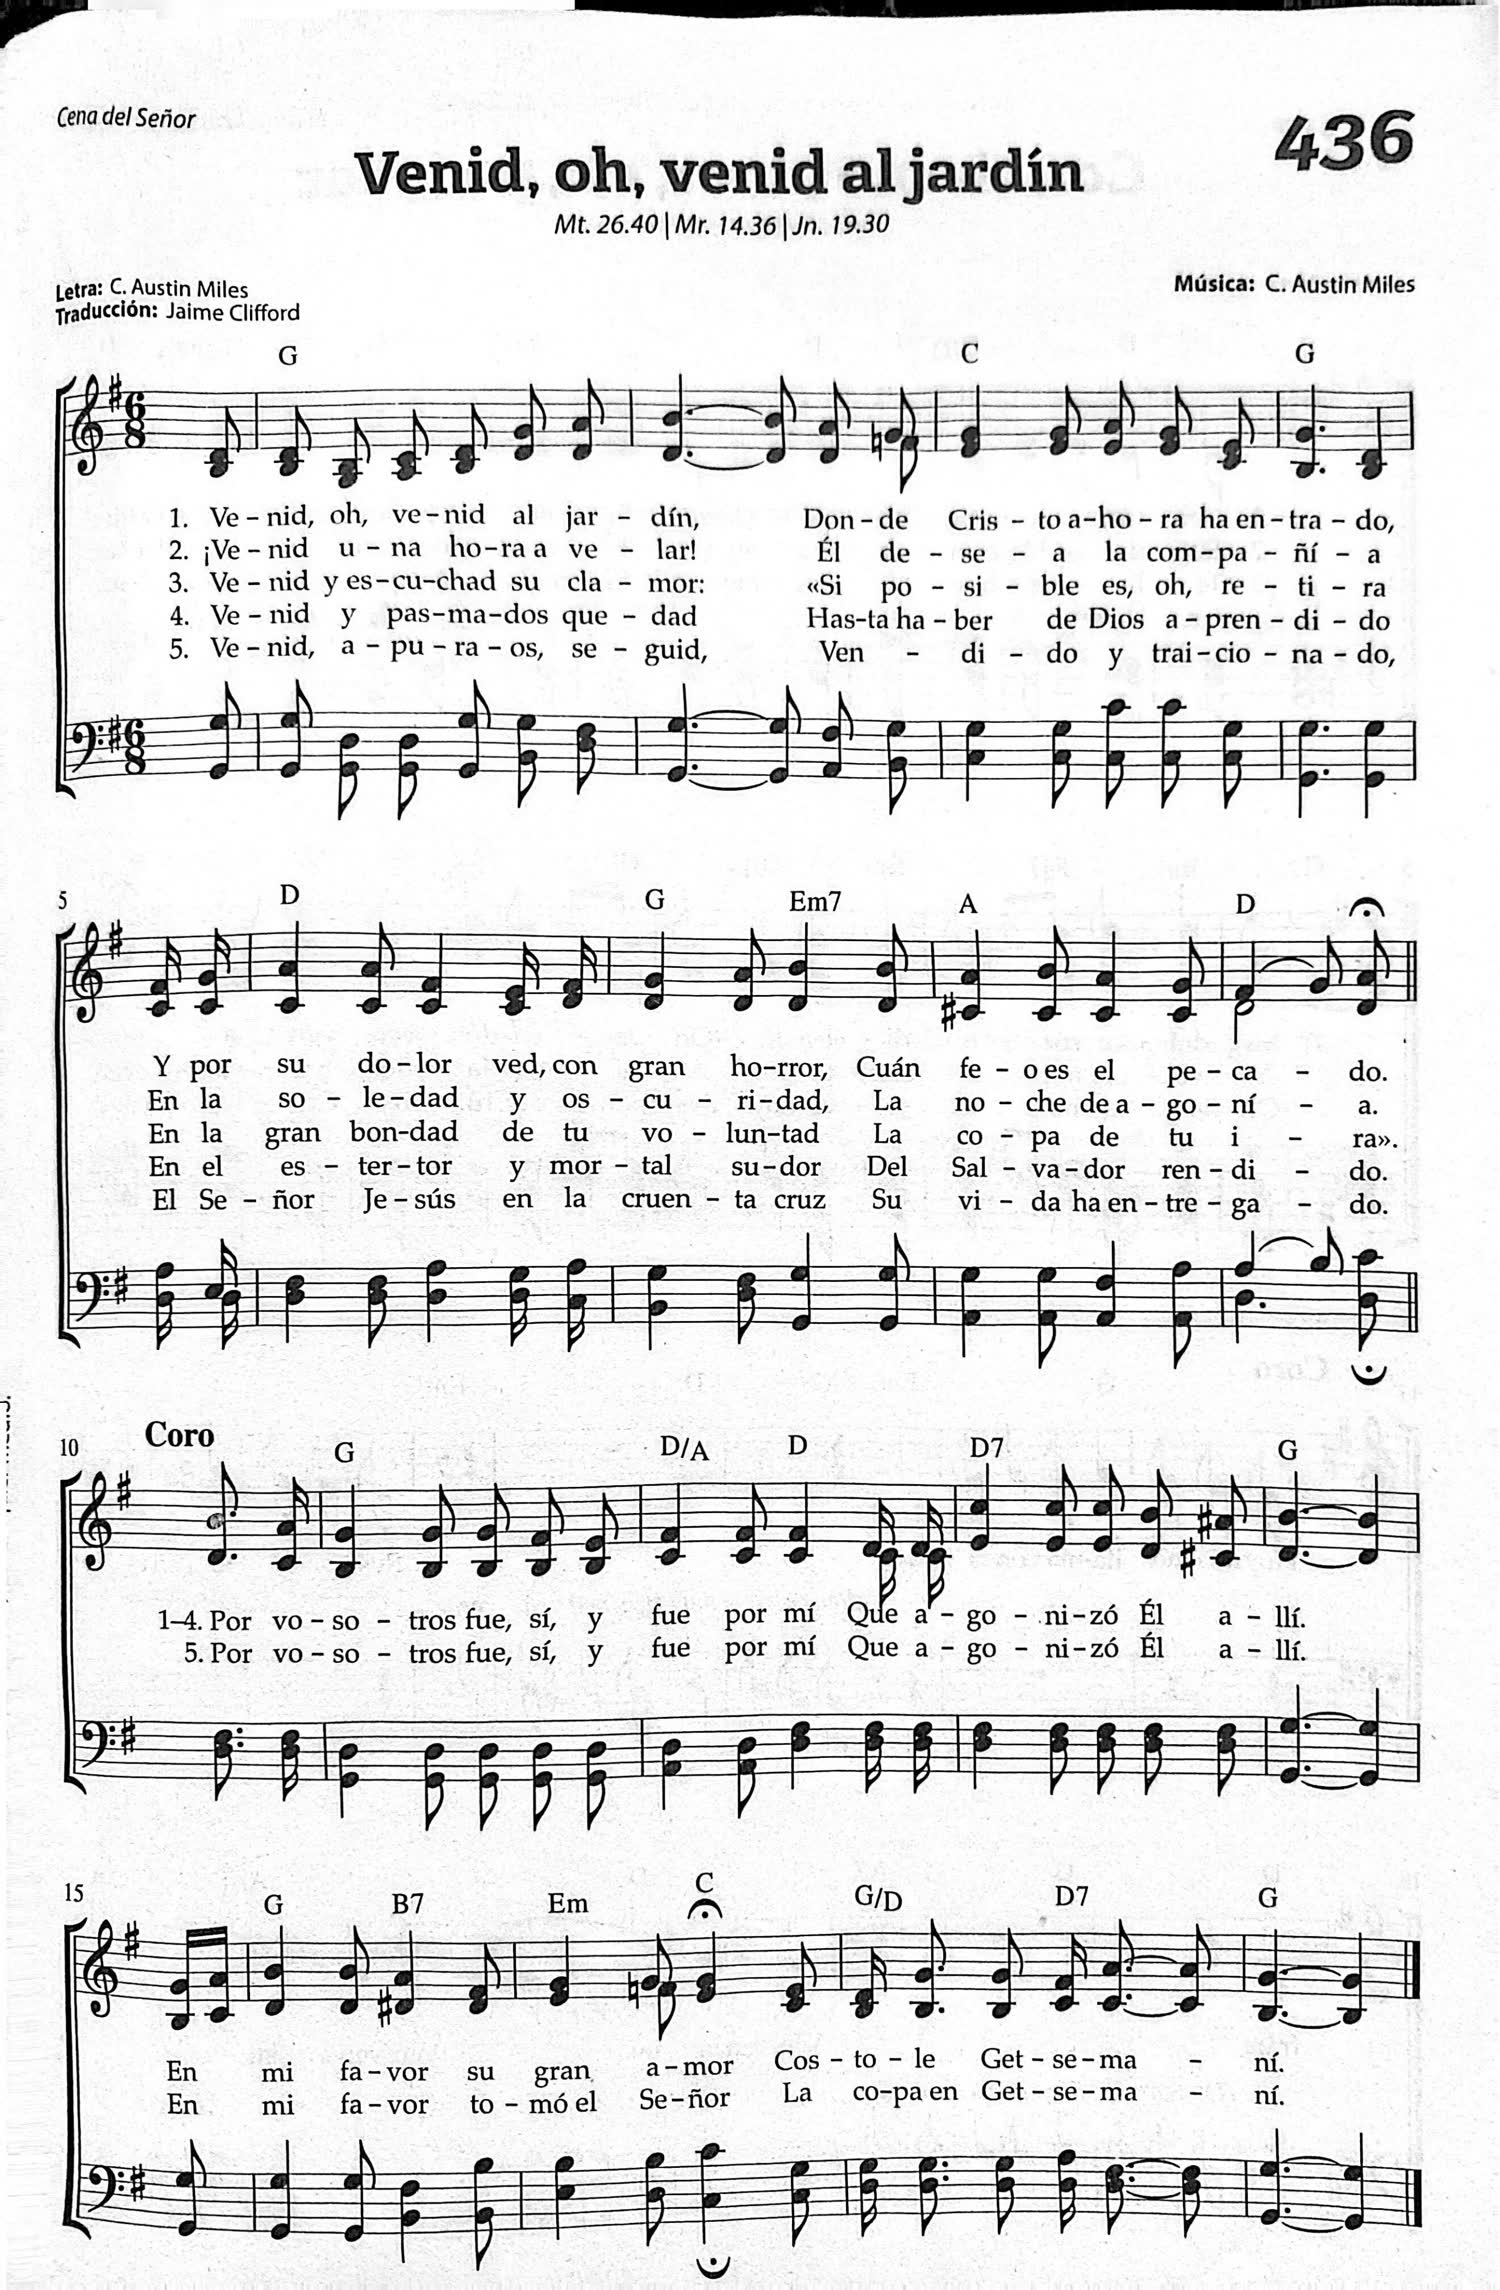 Cena del Señor
436
Venid, oh, venid al jardín
Mt. 26.40 | Mr. 14.36 | Jn. 19.30
Letra: C. Austin Miles
Traducción: Jaime Clifford
Música: C. Austin Miles
G C G
6 8
1. Ve – nid, oh, ve – nid al jar – dín, Don – de Cris – to a – ho – ra ha en – tra – do,
2. ¡Ve – nid u – na ho – ra a ve – lar! Él de – se – a la com – pa – ñí – a
3. Ve – nid y es – cu – chad su cla – mor: «Si po – si – ble es, oh, re – ti – ra
4. Ve – nid y pas – ma – dos que – dad Has – ta ha – ber de Dios a – pren – di – do
5. Ve – nid, a – pu – ra – os, se – guid, Ven – di – do y trai – cio – na – do,
6 8
5 D G Em7 A D
Y por su do – lor ved, con gran ho – rror, Cuán fe – o es el pe – ca – do.
En la so – le – dad y os – cu – ri – dad, La no – che de a – go – ní – a.
En la gran bon – dad de tu vo – lun – tad La co – pa de tu i – ra».
En el es – ter – tor y mor – tal su – dor Del Sal – va – dor ren – di – do.
El Se – ñor Je – sús en la cruen – ta cruz Su vi – da ha en – tre – ga – do.
10 Coro G D/A D D7 G
1–4. Por vo – so – tros fue, sí, y fue por mí Que a – go – ni – zó Él a – llí.
5. Por vo – so – tros fue, sí, y fue por mí Que a – go – ni – zó Él a – llí.
15 G B7 Em C G/D D7 G
En mi fa – vor su gran a – mor Cos – to – le Get – se – ma – ní.
En mi fa – vor to – mó el Se – ñor La co – pa en Get – se – ma – ní.